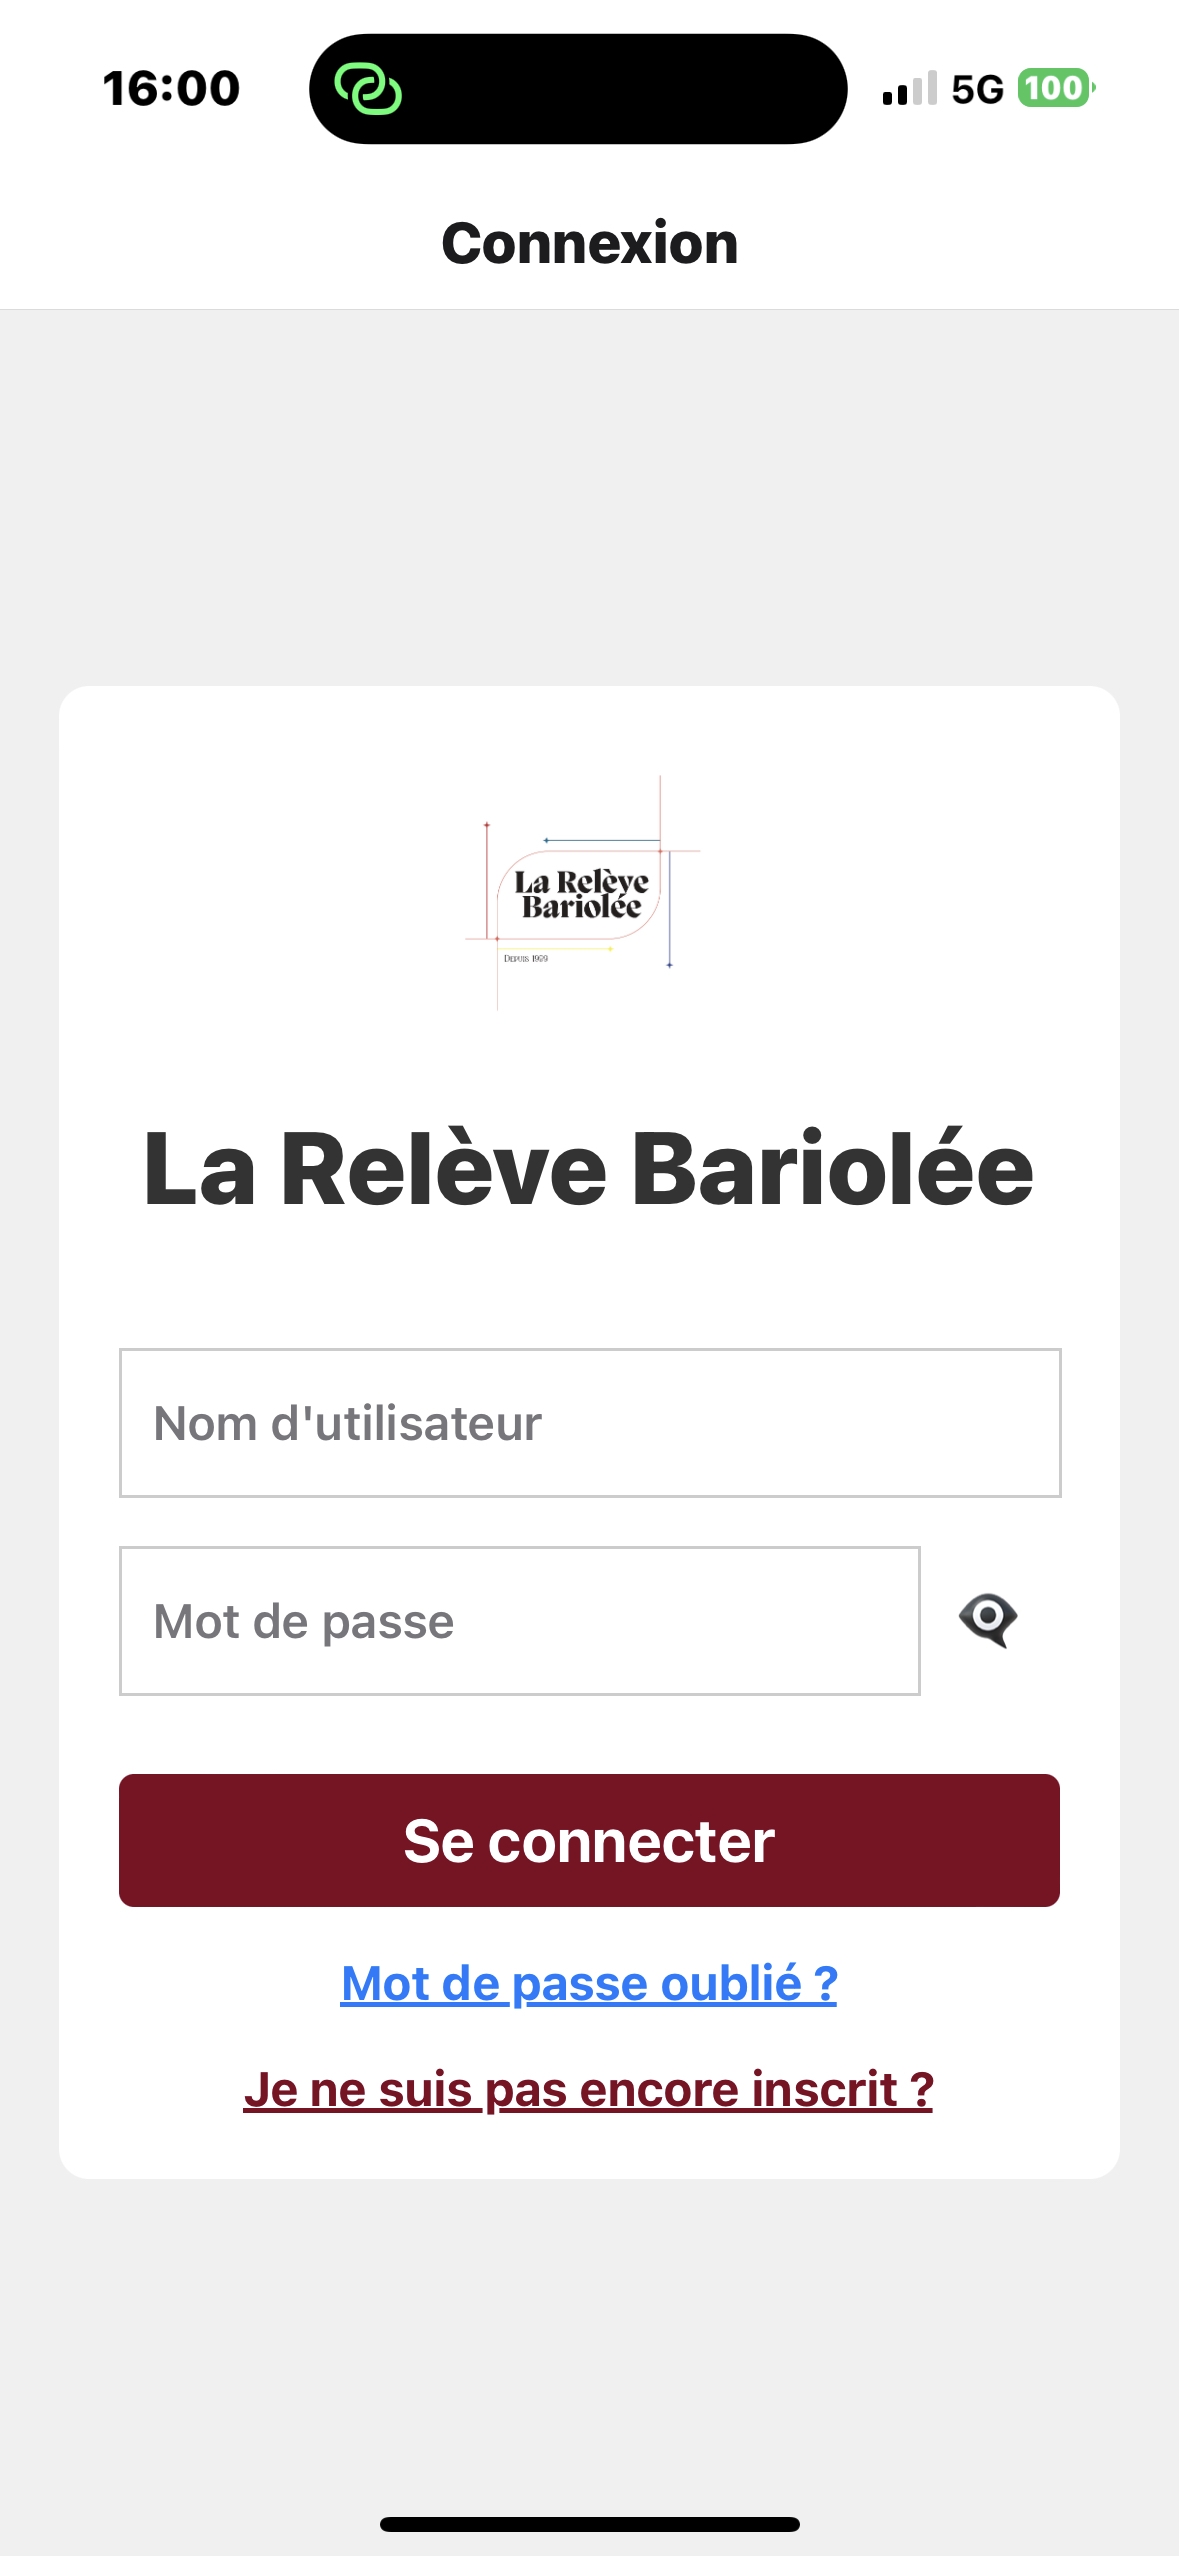 16:00
5G
100
Connexion
La Relève
Bariolée
DEPUIS 1989
La Relève Bariolée
Nom d'utilisateur
Mot de passe
Se connecter
Mot de passe oublié ?
Je ne suis pas encore inscrit ?